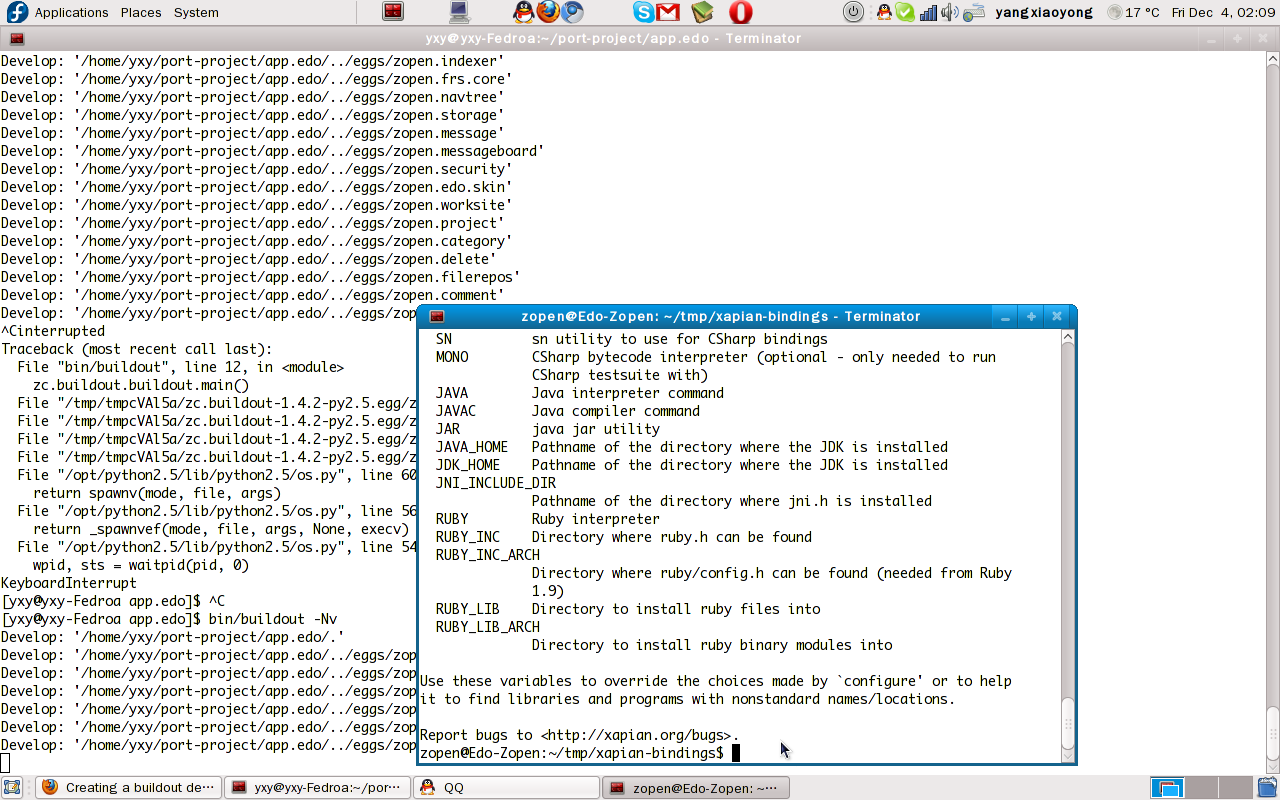 Applications Places System yangxiaoyong 17 °C Fri Dec 4, 02:09
yxy@yxy-Fedroa:~/port-project/app.edo - Terminator
Develop: '/home/yxy/port-project/app.edo/../eggs/zopen.indexer'
Develop: '/home/yxy/port-project/app.edo/../eggs/zopen.frs.core'
Develop: '/home/yxy/port-project/app.edo/../eggs/zopen.navtree'
Develop: '/home/yxy/port-project/app.edo/../eggs/zopen.storage'
Develop: '/home/yxy/port-project/app.edo/../eggs/zopen.message'
Develop: '/home/yxy/port-project/app.edo/../eggs/zopen.messageboard'
Develop: '/home/yxy/port-project/app.edo/../eggs/zopen.security'
Develop: '/home/yxy/port-project/app.edo/../eggs/zopen.edo.skin'
Develop: '/home/yxy/port-project/app.edo/../eggs/zopen.worksite'
Develop: '/home/yxy/port-project/app.edo/../eggs/zopen.project'
Develop: '/home/yxy/port-project/app.edo/../eggs/zopen.category'
Develop: '/home/yxy/port-project/app.edo/../eggs/zopen.delete'
Develop: '/home/yxy/port-project/app.edo/../eggs/zopen.filerepos'
Develop: '/home/yxy/port-project/app.edo/../eggs/zopen.comment'
Develop: '/home/yxy/port-project/app.edo/../eggs/zop
^Cinterrupted
Traceback (most recent call last):
File "bin/buildout", line 12, in <module>
zc.buildout.buildout.main()
File "/tmp/tmpcVAl5a/zc.buildout-1.4.2-py2.5.egg/z
File "/tmp/tmpcVAl5a/zc.buildout-1.4.2-py2.5.egg/z
File "/tmp/tmpcVAl5a/zc.buildout-1.4.2-py2.5.egg/z
File "/tmp/tmpcVAl5a/zc.buildout-1.4.2-py2.5.egg/z
File "/opt/python2.5/lib/python2.5/os.py", line 60
return spawnv(mode, file, args)
File "/opt/python2.5/lib/python2.5/os.py", line 56
return _spawnvef(mode, file, args, None, execv)
File "/opt/python2.5/lib/python2.5/os.py", line 54
wpid, sts = waitpid(pid, 0)
KeyboardInterrupt
[yxy@yxy-Fedroa app.edo]$ ^C
[yxy@yxy-Fedroa app.edo]$ bin/buildout -Nv
Develop: '/home/yxy/port-project/app.edo/.'
Develop: '/home/yxy/port-project/app.edo/../eggs/zop
Develop: '/home/yxy/port-project/app.edo/../eggs/zop
Develop: '/home/yxy/port-project/app.edo/../eggs/zop
Develop: '/home/yxy/port-project/app.edo/../eggs/zop
Develop: '/home/yxy/port-project/app.edo/../eggs/zop
Develop: '/home/yxy/port-project/app.edo/../eggs/zop
zopen@Edo-Zopen: ~/tmp/xapian-bindings - Terminator
SN sn utility to use for CSharp bindings
MONO CSharp bytecode interpreter (optional - only needed to run
CSharp testsuite with)
JAVA Java interpreter command
JAVAC Java compiler command
JAR java jar utility
JAVA_HOME Pathname of the directory where the JDK is installed
JDK_HOME Pathname of the directory where the JDK is installed
JNI_INCLUDE_DIR
Pathname of the directory where jni.h is installed
RUBY Ruby interpreter
RUBY_INC Directory where ruby.h can be found
RUBY_INC_ARCH
Directory where ruby/config.h can be found (needed from Ruby
1.9)
RUBY_LIB Directory to install ruby files into
RUBY_LIB_ARCH
Directory to install ruby binary modules into
Use these variables to override the choices made by `configure' or to help
it to find libraries and programs with nonstandard names/locations.
Report bugs to <http://xapian.org/bugs>.
zopen@Edo-Zopen:~/tmp/xapian-bindings$
Creating a buildout de··· yxy@yxy-Fedroa:~/por··· QQ zopen@Edo-Zopen: ~···